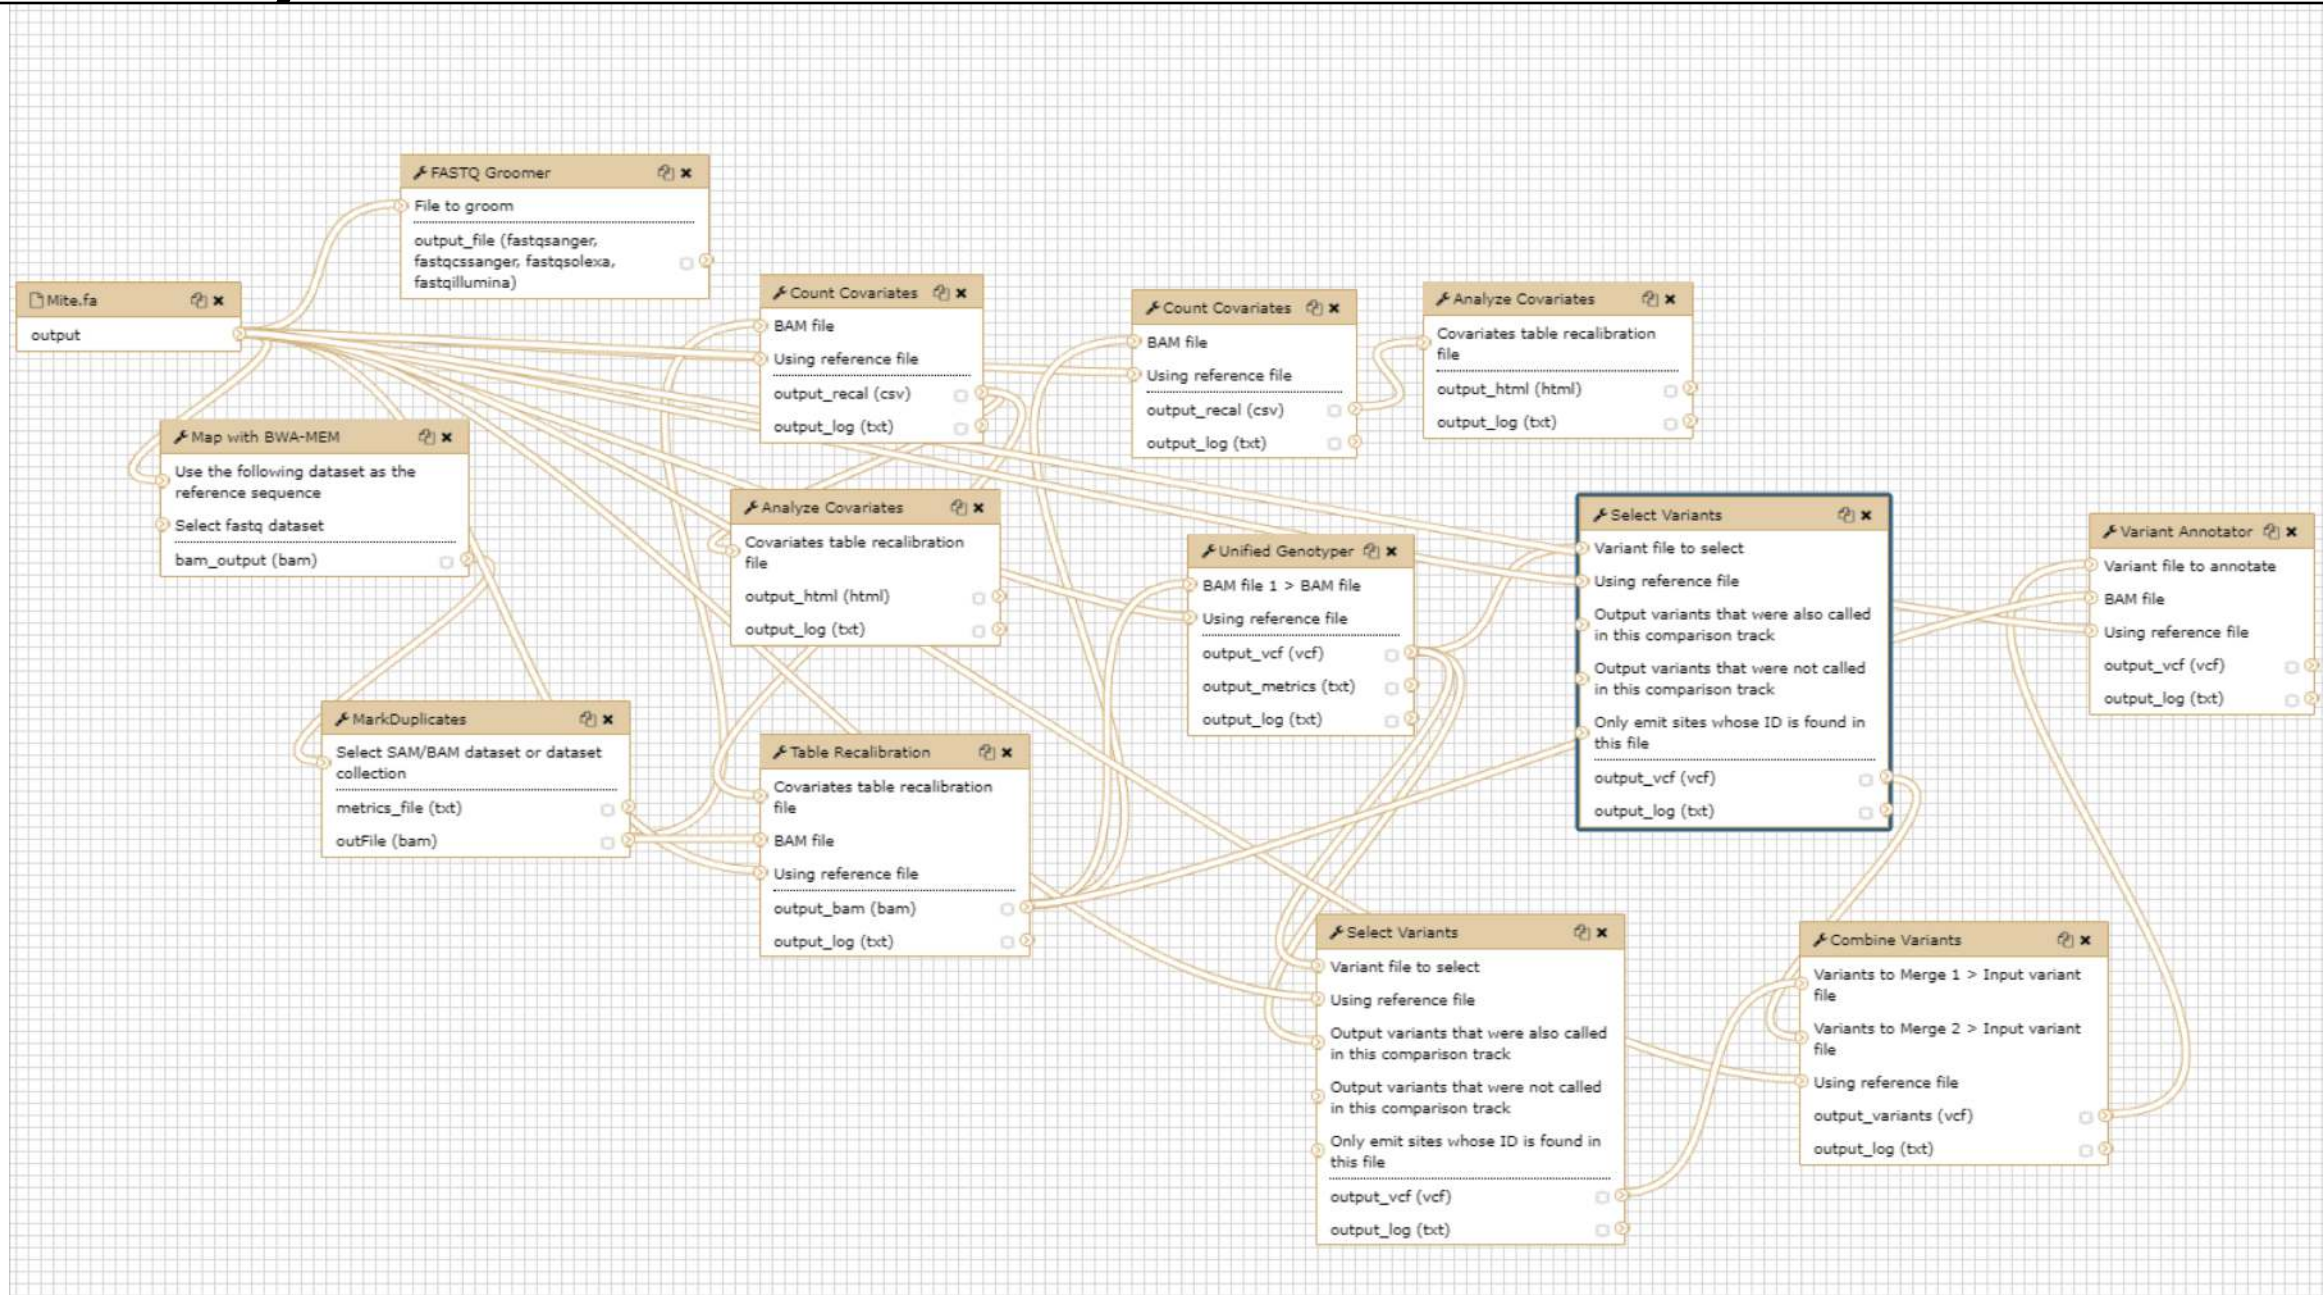 FASTQ Groomer
File to groom
output_file (fastqsanger,
fastqcssanger, fastqsolexa,
fastqillumina)
Mite.fa
output
Count Covariates
BAM file
Using reference file
output_recal (csv)
output_log (txt)
Count Covariates
BAM file
Using reference file
output_recal (csv)
output_log (txt)
Analyze Covariates
Covariates table recalibration
file
output_html (html)
output_log (txt)
Map with BWA-MEM
Use the following dataset as the
reference sequence
Select fastq dataset
bam_output (bam)
Analyze Covariates
Covariates table recalibration
file
output_html (html)
output_log (txt)
Unified Genotyper
BAM file 1 > BAM file
Using reference file
output_vcf (vcf)
output_metrics (txt)
output_log (txt)
Select Variants
Variant file to select
Using reference file
Output variants that were also called
in this comparison track
Output variants that were not called
in this comparison track
Only emit sites whose ID is found in
this file
output_vcf (vcf)
output_log (txt)
Variant Annotator
Variant file to annotate
BAM file
Using reference file
output_vcf (vcf)
output_log (txt)
MarkDuplicates
Select SAM/BAM dataset or dataset
collection
metrics_file (txt)
outFile (bam)
Table Recalibration
Covariates table recalibration
file
BAM file
Using reference file
output_bam (bam)
output_log (txt)
Select Variants
Variant file to select
Using reference file
Output variants that were also called
in this comparison track
Output variants that were not called
in this comparison track
Only emit sites whose ID is found in
this file
output_vcf (vcf)
output_log (txt)
Combine Variants
Variants to Merge 1 > Input variant
file
Variants to Merge 2 > Input variant
file
Using reference file
output_variants (vcf)
output_log (txt)